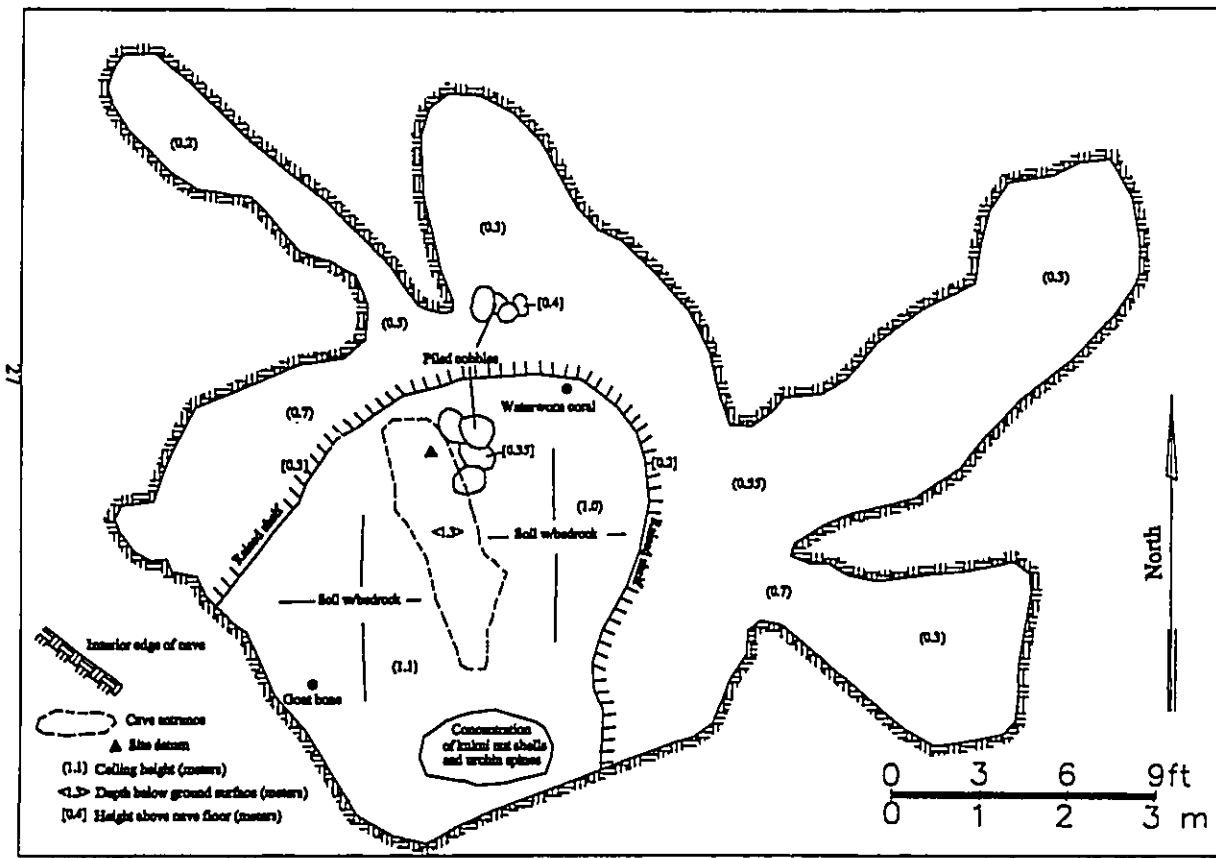 27
(0.2)
(0.3)
(0.3)
[0.4]
(0.5)
Piled cobbles
Waterworn coral
(0.7)
[0.35]
[0.2]
(0.55)
(1.0)
Raised shelf
<1.3>
Soil w/bedrock
Raised shelf
North
Soil w/bedrock
(0.7)
(0.3)
(1.1)
Goat bone
Concentration
of kukui nut shells
and urchin spines
Interior edge of cave
Cave entrance
Site datum
(1.1) Ceiling height (meters)
<1.3> Depth below ground surface (meters)
[0.4] Height above cave floor (meters)
0 3 6 9ft
0 1 2 3 m